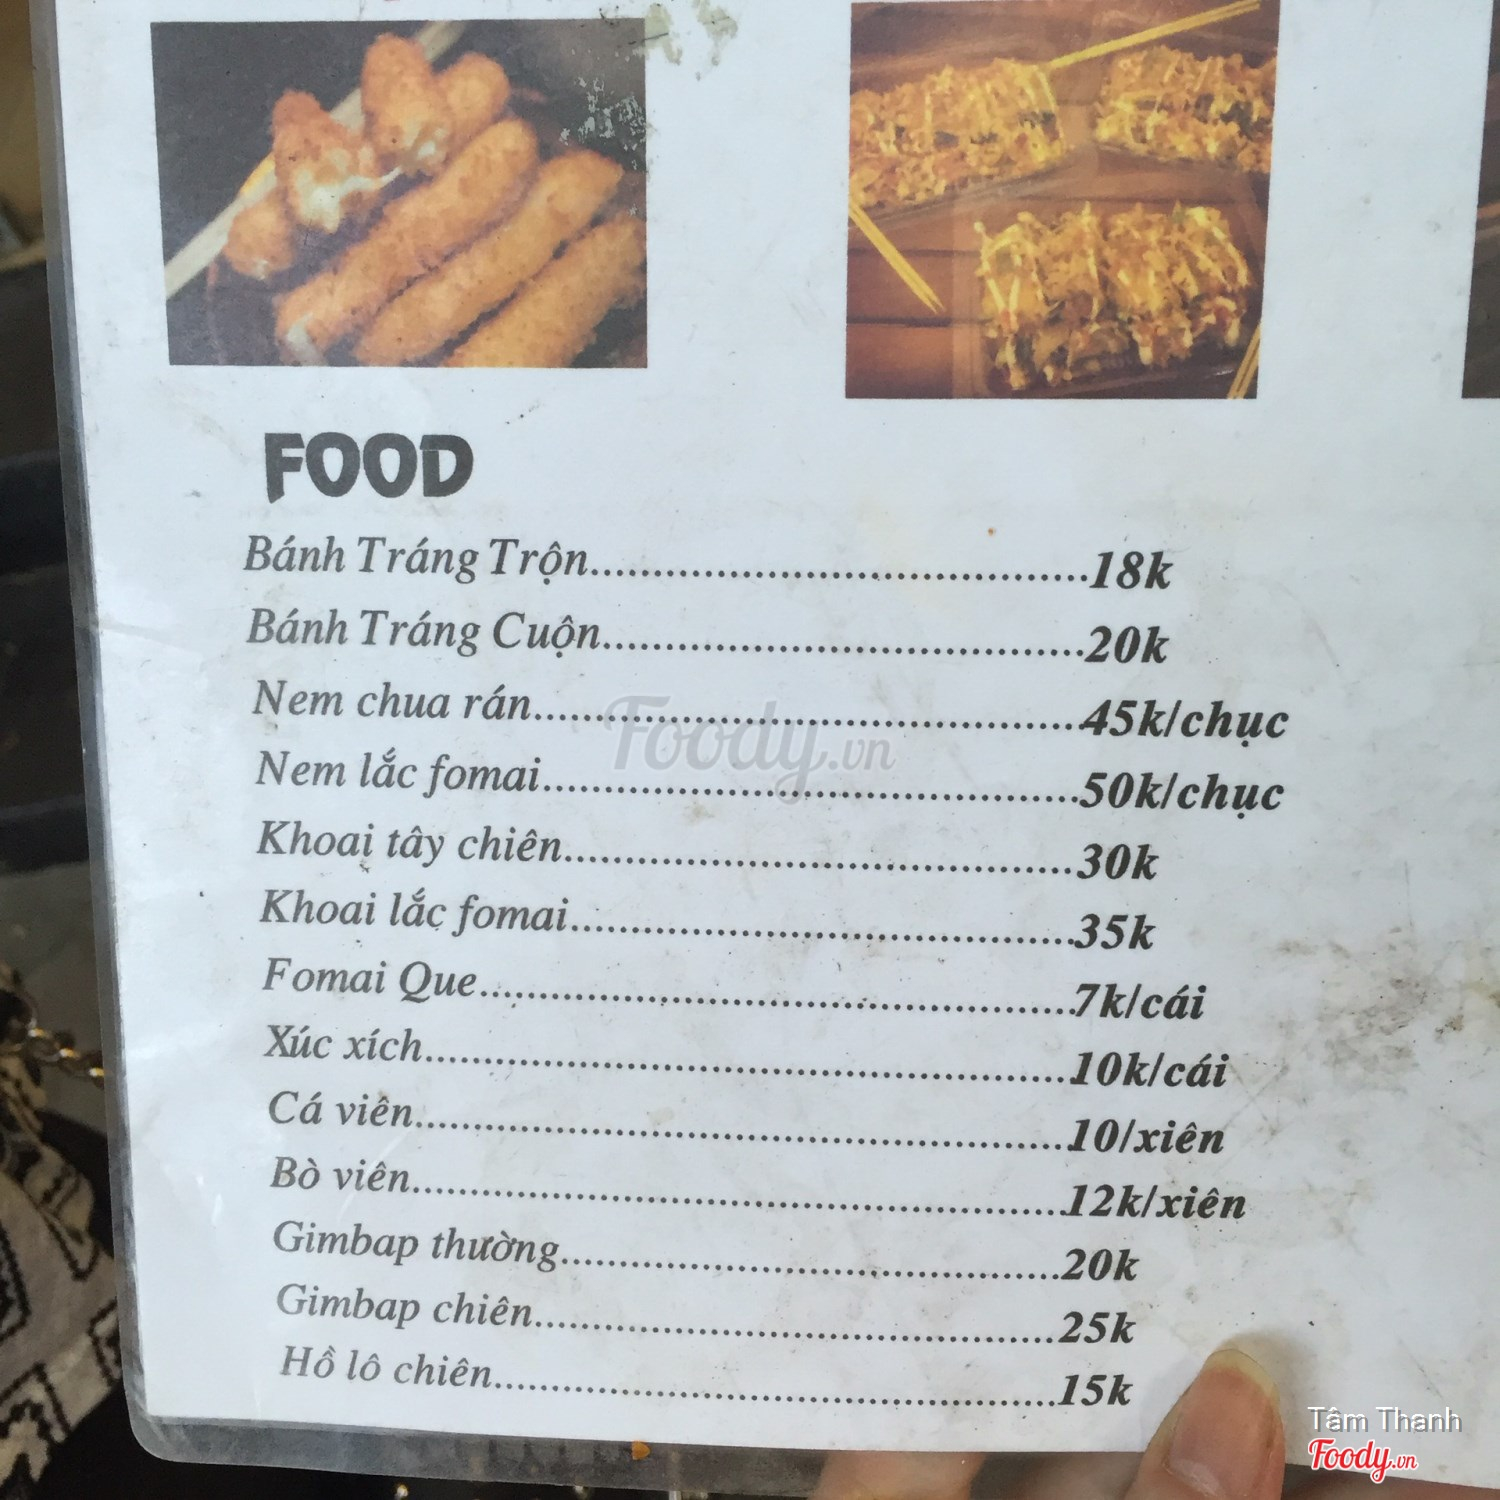 FOOD
Bánh Tráng Trộn........................................18k
Bánh Tráng Cuộn.......................................20k
Nem chua rán............................................45k/chục
Nem lắc fomai...........................................50k/chục
Khoai tây chiên.........................................30k
Khoai lắc fomai.........................................35k
Fomai Que................................................7k/cái
Xúc xích....................................................10k/cái
Cá viên.....................................................10/xiên
Bò viên.....................................................12k/xiên
Gimbap thường.........................................20k
Gimbap chiên...........................................25k
Hồ lô chiên...............................................15k
Foody.vn
Tâm Thanh
Foody.vn